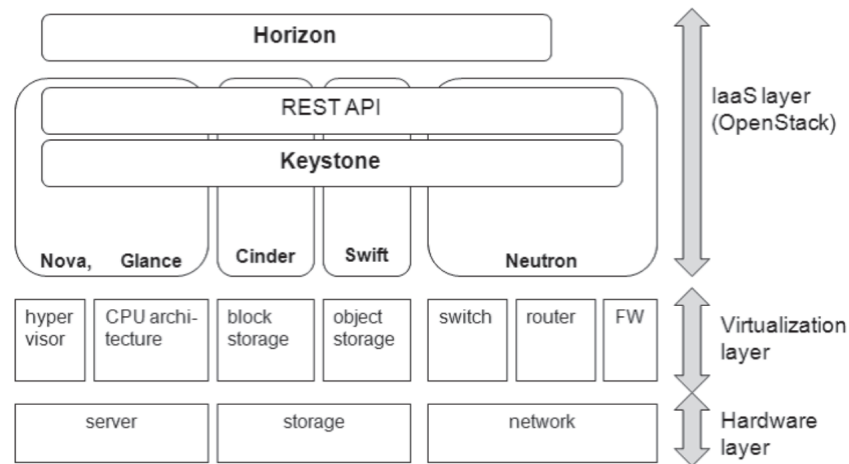 Horizon
REST API
IaaS layer
(OpenStack)
Keystone
Nova, Glance
Cinder
Swift
Neutron
hyper
visor
CPU archi-
tecture
block
storage
object
storage
switch
router
FW
Virtualization
layer
server
storage
network
Hardware
layer